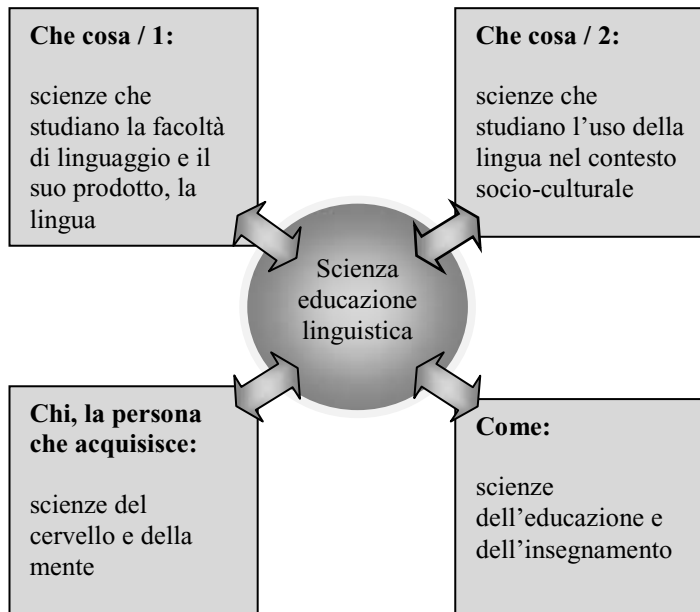 Che cosa / 1:
scienze che
studiano la facoltà
di linguaggio e il
suo prodotto, la
lingua
Che cosa / 2:
scienze che
studiano l’uso della
lingua nel contesto
socio-culturale
Scienza
educazione
linguistica
Chi, la persona
che acquisisce:
scienze del
cervello e della
mente
Come:
scienze
dell’educazione e
dell’insegnamento